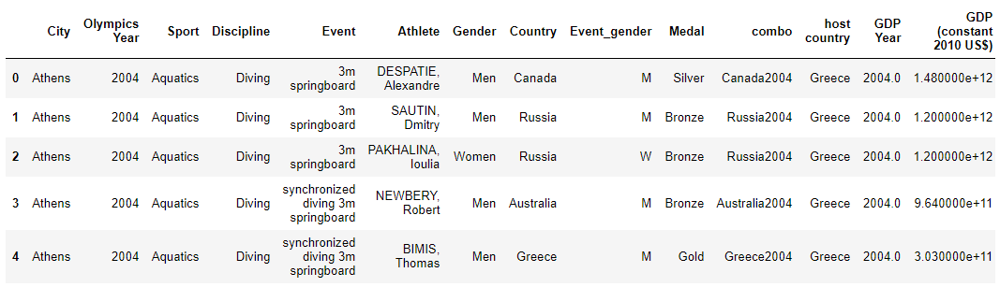 City Olympics Year Sport Discipline Event Athlete Gender Country Event_gender Medal combo host country GDP Year GDP (constant 2010 US$)
0 Athens 2004 Aquatics Diving 3m springboard DESPATIE, Alexandre Men Canada M Silver Canada2004 Greece 2004.0 1.480000e+12
1 Athens 2004 Aquatics Diving 3m springboard SAUTIN, Dmitry Men Russia M Bronze Russia2004 Greece 2004.0 1.200000e+12
2 Athens 2004 Aquatics Diving 3m springboard PAKHALINA, Ioulia Women Russia W Bronze Russia2004 Greece 2004.0 1.200000e+12
3 Athens 2004 Aquatics Diving synchronized diving 3m springboard NEWBERY, Robert Men Australia M Bronze Australia2004 Greece 2004.0 9.640000e+11
4 Athens 2004 Aquatics Diving synchronized diving 3m springboard BIMIS, Thomas Men Greece M Gold Greece2004 Greece 2004.0 3.030000e+11